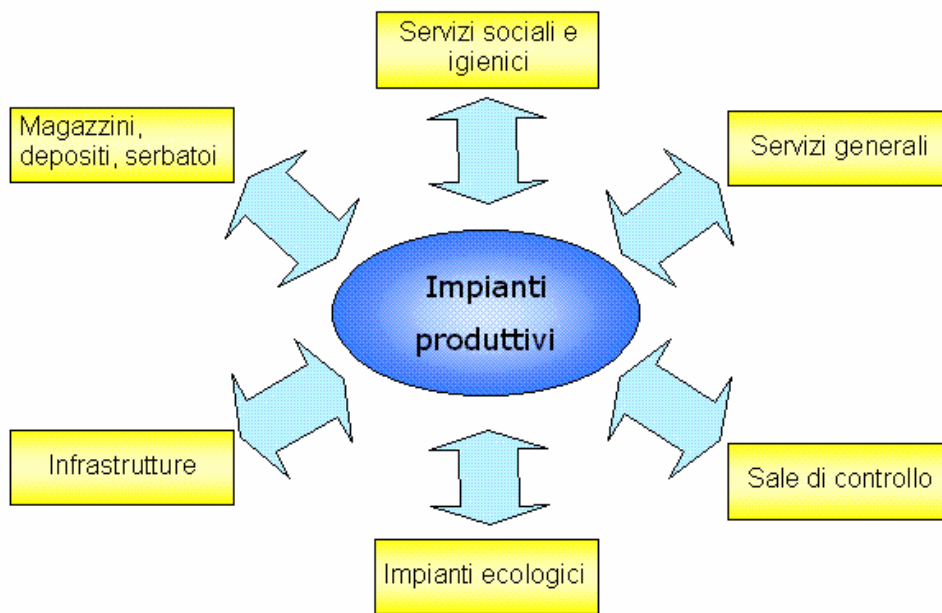 Servizi sociali e
igienici
Magazzini,
depositi, serbatoi
Servizi generali
Impianti
produttivi
Infrastrutture
Sale di controllo
Impianti ecologici